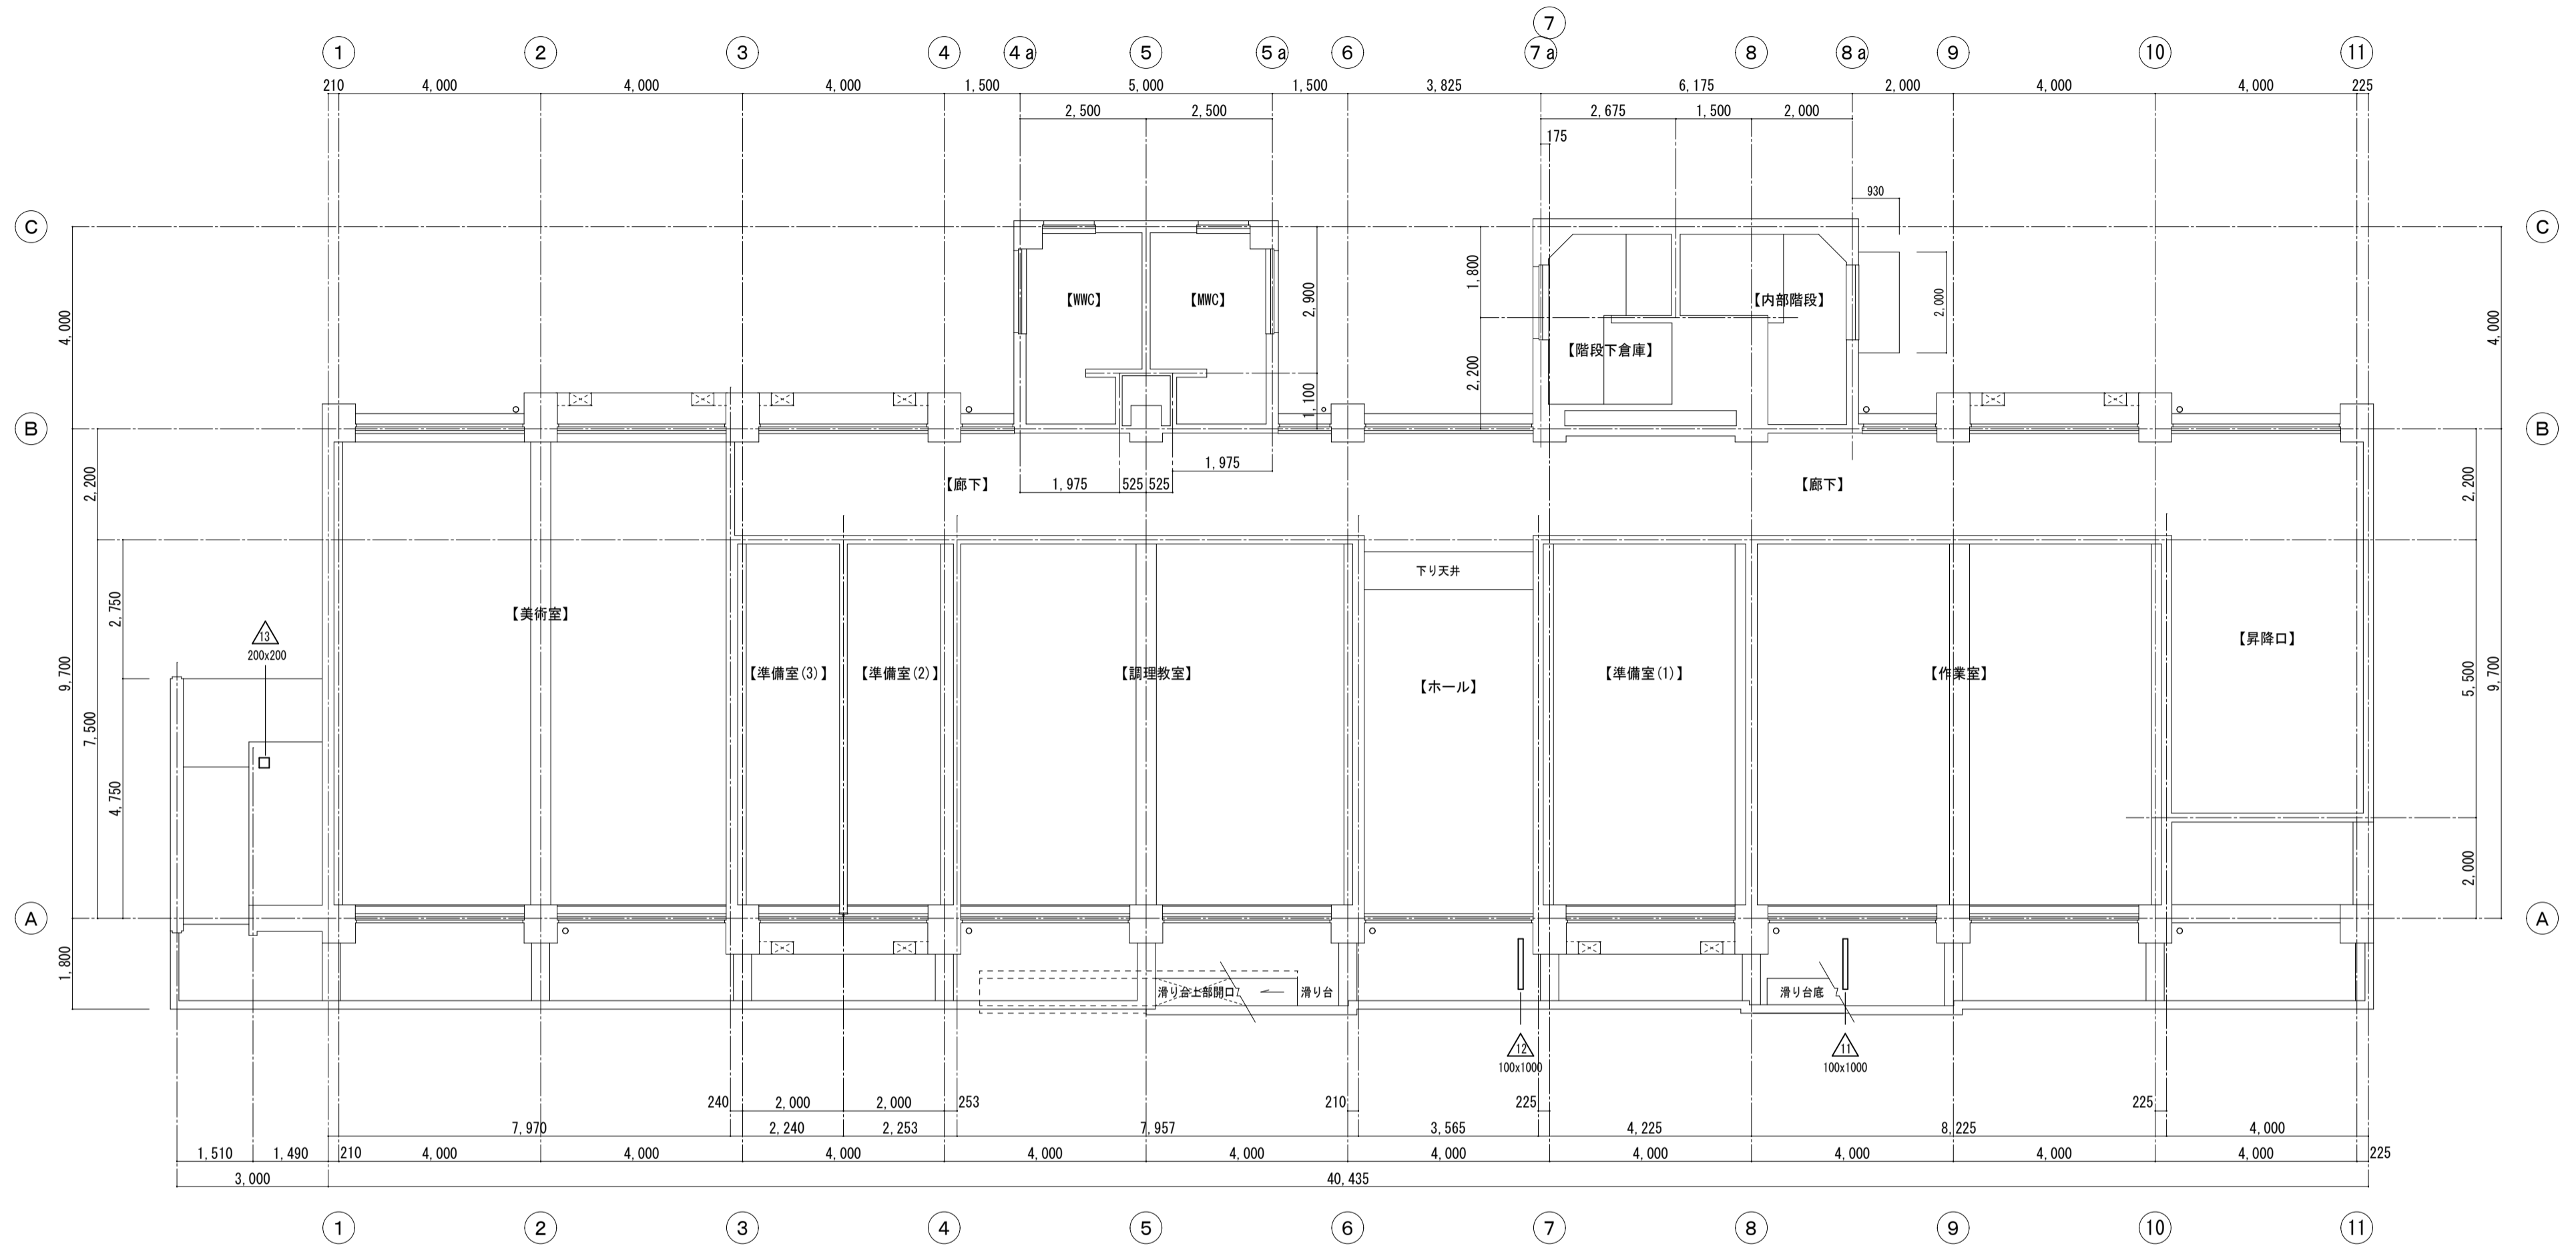 7
1 2 3 4 4a 5 5a 6 7a 8 8a 9 10 11
210 4,000 4,000 4,000 1,500 5,000 1,500 3,825 6,175 2,000 4,000 4,000 225
2,500 2,500 2,675 1,500 2,000
175
930
C C
4,000 2,900 1,800 2,000 4,000
【WWC】 【MWC】 【内部階段】
【階段下倉庫】
1,100 2,200
B B
2,200 1,975 2,200
【廊下】 【廊下】
1,975 525 525
下り天井
2,750
【美術室】
13
200x200
【昇降口】
9,700 【準備室(3)】 【準備室(2)】 【調理教室】 【ホール】 【準備室(1)】 【作業室】 5,500 9,700
7,500
4,750
2,000
A A
1,800
滑り台上部開口 滑り台 滑り台底
12 11
100x1000 100x1000
240 2,000 2,000 253 210 225 225
7,970 2,240 2,253 7,957 3,565 4,225 8,225 4,000
1,510 1,490 210 4,000 4,000 4,000 4,000 4,000 4,000 4,000 4,000 4,000 4,000 225
3,000 40,435
1 2 3 4 5 6 7 8 9 10 11